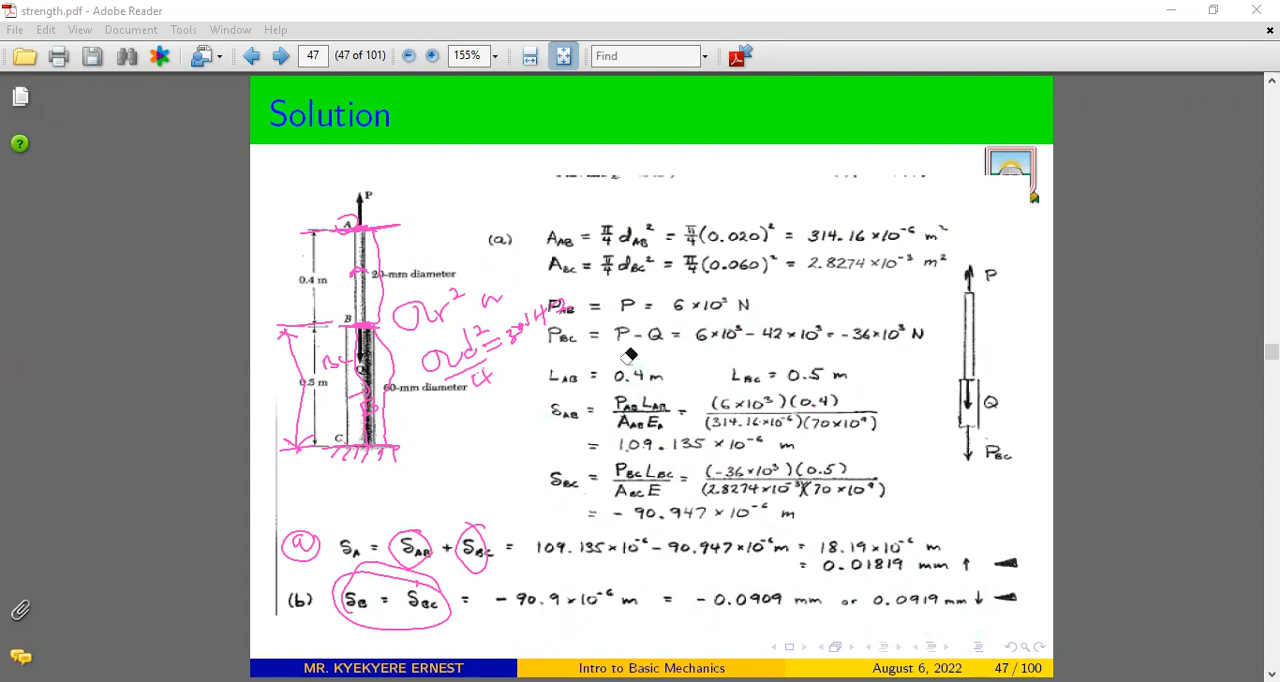 strength.pdf - Adobe Reader
File Edit View Document Tools Window Help
47 (47 of 101) 155% Find
Solution
P
A
0.4 m
20-mm diameter
B
BC
Q
0.5 m
60-mm diameter
C
πr²
πd²/4 = 3.142
(a)
A_AB = π/4 d_AB² = π/4 (0.020)² = 314.16 ×10⁻⁶ m²
A_BC = π/4 d_BC² = π/4 (0.060)² = 2.8274 ×10⁻³ m²
P_AB = P = 6 ×10³ N
P_BC = P - Q = 6×10³ - 42 ×10³ = -36×10³ N
L_AB = 0.4 m L_BC = 0.5 m
δ_AB = P_AB L_AB / A_AB E_A = (6×10³)(0.4) / (314.16×10⁻⁶)(70×10⁹)
= 109.135 ×10⁻⁶ m
δ_BC = P_BC L_BC / A_BC E = (-36×10³)(0.5) / (2.8274×10⁻³)(70×10⁹)
= - 90.947×10⁻⁶ m
P
Q
P_BC
(a) δ_A = δ_AB + δ_BC = 109.135×10⁻⁶ - 90.947×10⁻⁶ m = 18.19×10⁻⁶ m
= 0.01819 mm ↑
(b) δ_B = δ_BC = - 90.9×10⁻⁶ m = - 0.0909 mm or 0.0919 mm ↓
MR. KYEKYERE ERNEST Intro to Basic Mechanics August 6, 2022 47 / 100